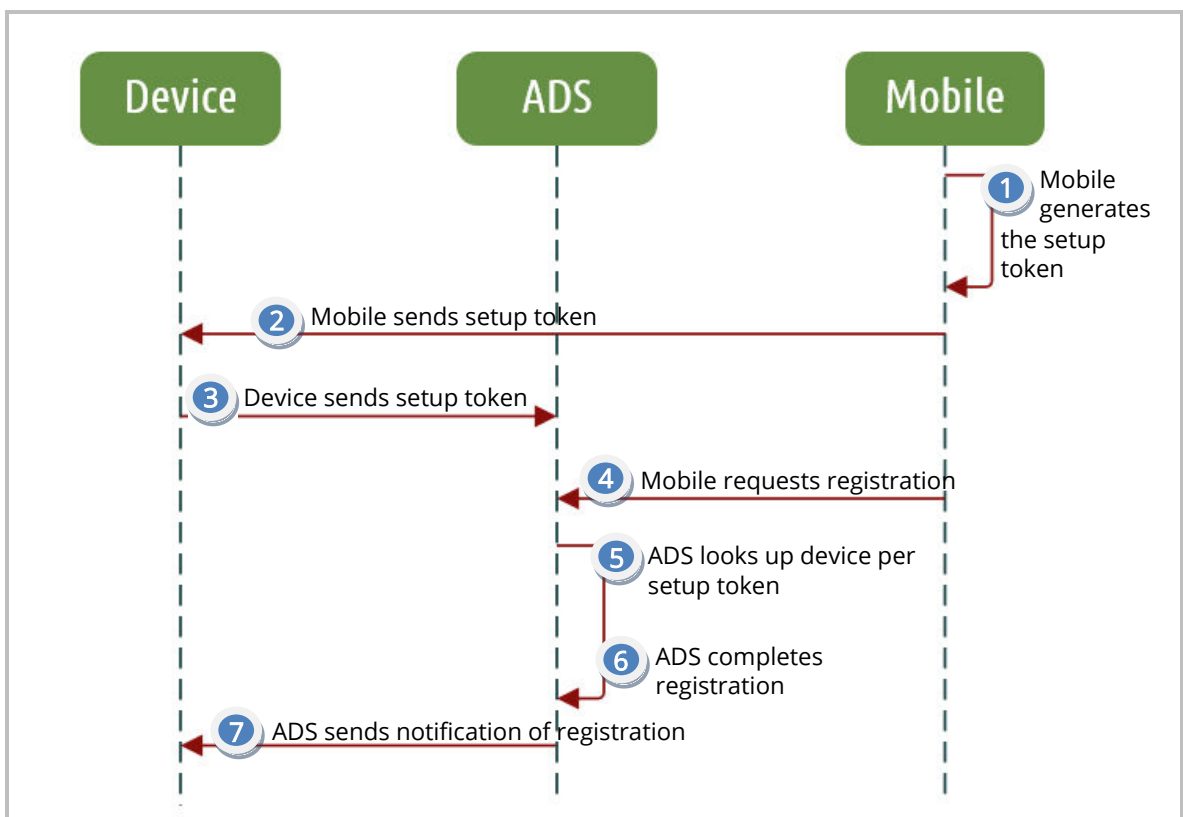 Device
ADS
Mobile
1
Mobile
generates
the setup
token
2
Mobile sends setup token
3
Device sends setup token
4
Mobile requests registration
5
ADS looks up device per
setup token
6
ADS completes
registration
7
ADS sends notification of registration